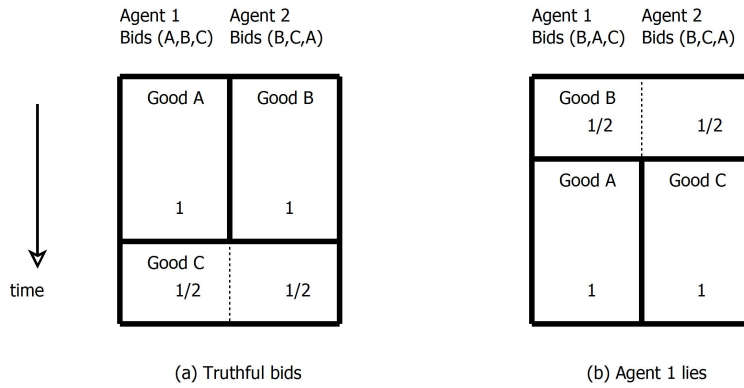 Agent 1 Agent 2
Bids (A,B,C) Bids (B,C,A)
Good A Good B
1 1
Good C
1/2 1/2
time
(a) Truthful bids
Agent 1 Agent 2
Bids (B,A,C) Bids (B,C,A)
Good B
1/2 1/2
Good A Good C
1 1
(b) Agent 1 lies